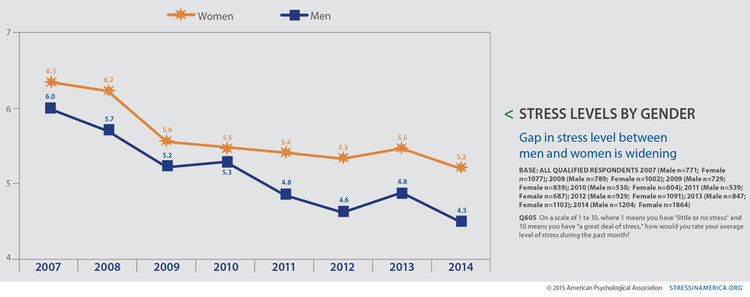 Women
Men
7
6
5
4
6.3
6.2
5.6
5.5
5.4
5.3
5.5
5.2
6.0
5.7
5.2
5.3
4.8
4.6
4.8
4.5
2007
2008
2009
2010
2011
2012
2013
2014
< STRESS LEVELS BY GENDER
Gap in stress level between
men and women is widening
BASE: ALL QUALIFIED RESPONDENTS 2007 (Male n=771; Female
n=1077); 2008 (Male n=789; Female n=1002); 2009 (Male n=729;
Female n=839); 2010 (Male n=530; Female n=604); 2011 (Male n=539;
Female n=687); 2012 (Male n=929; Female n=1091); 2013 (Male n=847;
Female n=1103); 2014 (Male n=1204; Female n=1864)
Q605 On a scale of 1 to 10, where 1 means you have "little or no stress" and
10 means you have "a great deal of stress," how would you rate your average
level of stress during the past month?
© 2015 American Psychological Association STRESSINAMERICA.ORG